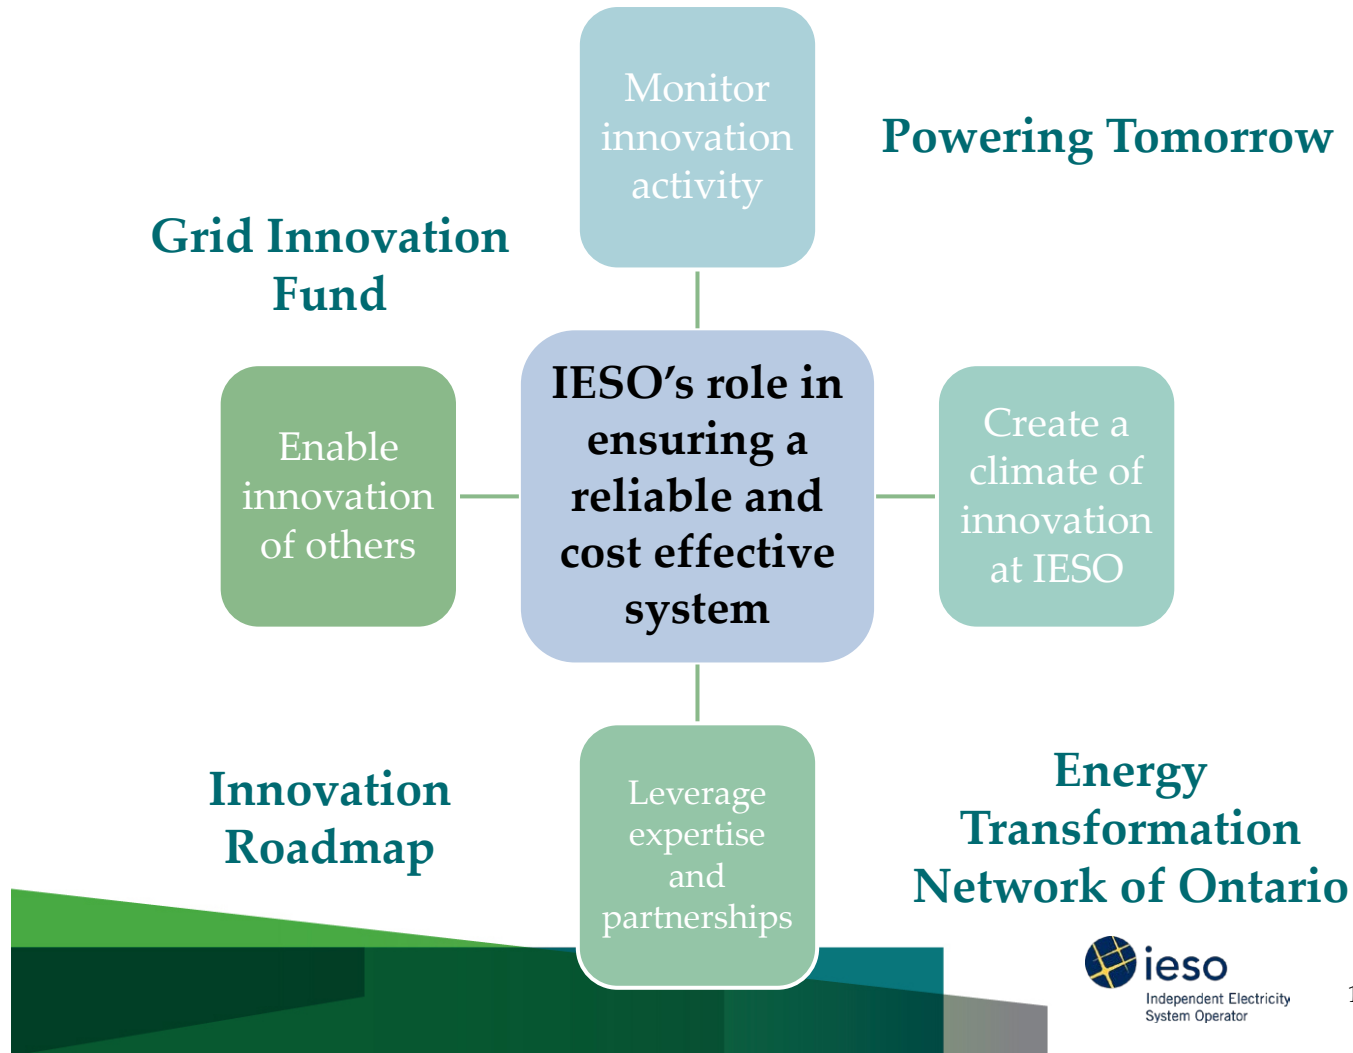 Monitor
innovation
activity
Powering Tomorrow
Grid Innovation
Fund
Enable
innovation
of others
IESO’s role in
ensuring a
reliable and
cost effective
system
Create a
climate of
innovation
at IESO
Innovation
Roadmap
Leverage
expertise
and
partnerships
Energy
Transformation
Network of Ontario
ieso
Independent Electricity
System Operator